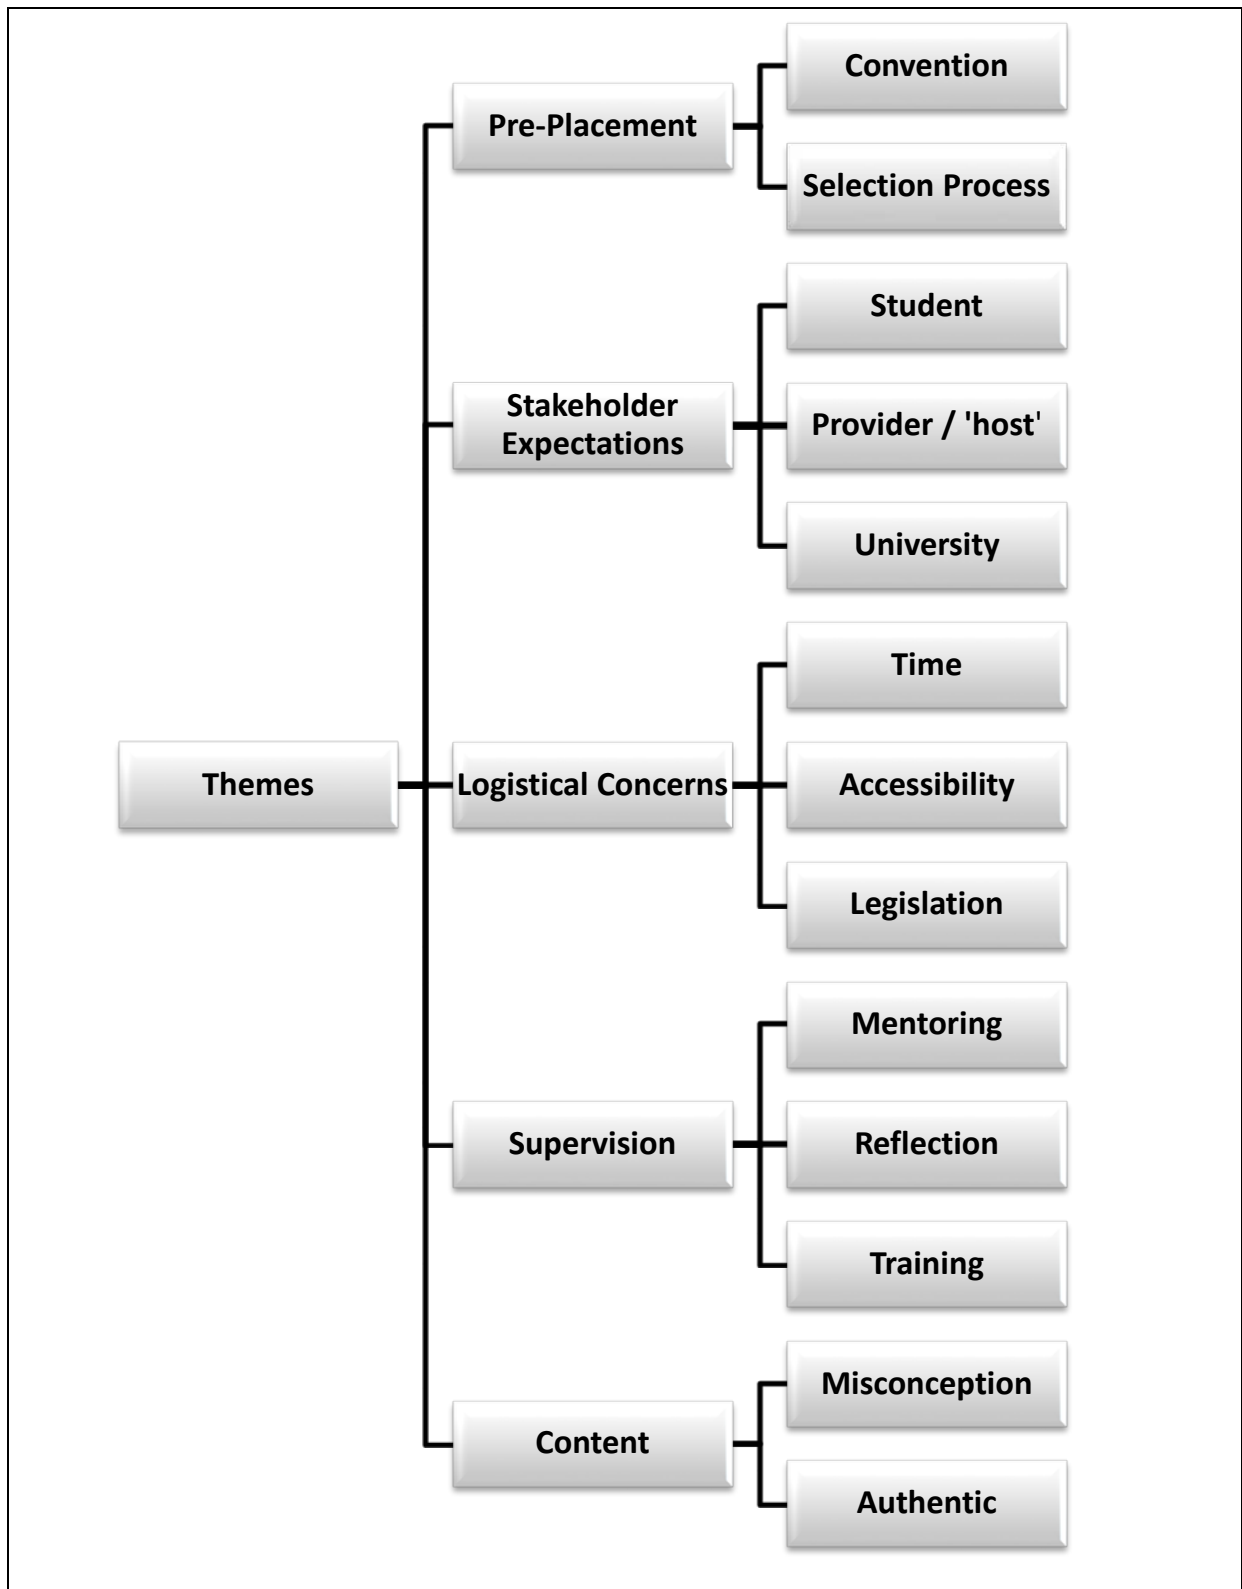 Themes
Pre-Placement
Convention
Selection Process
Stakeholder
Expectations
Student
Provider / 'host'
University
Logistical Concerns
Time
Accessibility
Legislation
Supervision
Mentoring
Reflection
Training
Content
Misconception
Authentic